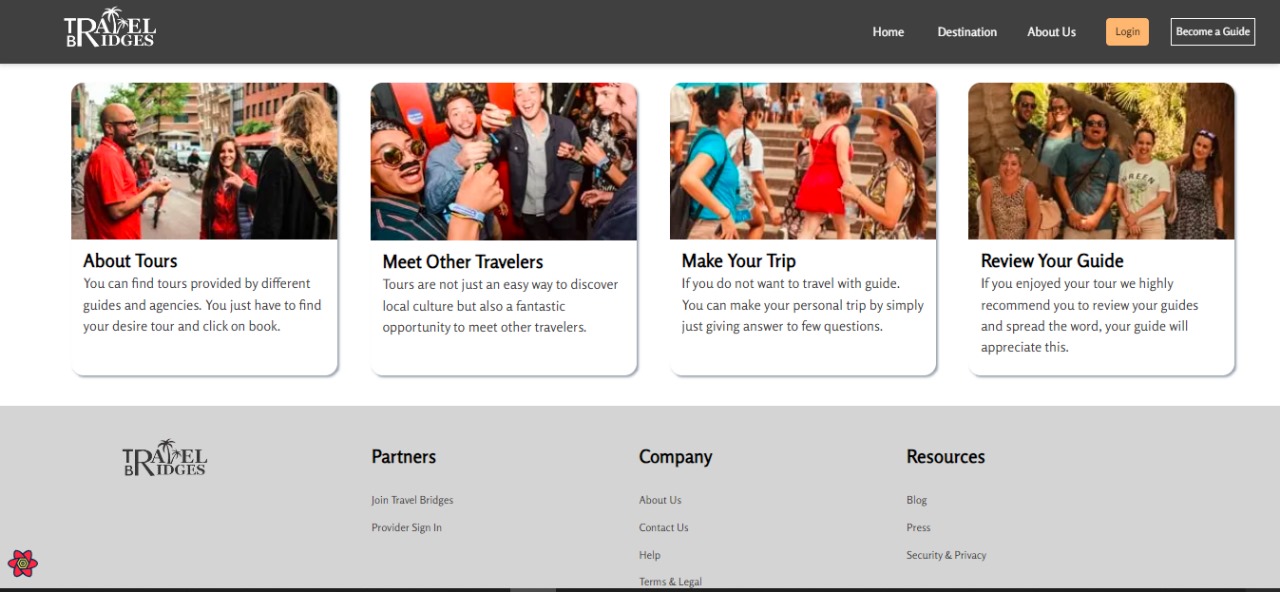 TRAVEL
BRIDGES
Home
Destination
About Us
Login
Become a Guide
About Tours
You can find tours provided by different
guides and agencies. You just have to find
your desire tour and click on book.
Meet Other Travelers
Tours are not just an easy way to discover
local culture but also a fantastic
opportunity to meet other travelers.
Make Your Trip
If you do not want to travel with guide.
You can make your personal trip by simply
just giving answer to few questions.
Review Your Guide
If you enjoyed your tour we highly
recommend you to review your guides
and spread the word, your guide will
appreciate this.
TRAVEL
BRIDGES
Partners
Join Travel Bridges
Provider Sign In
Company
About Us
Contact Us
Help
Terms & Legal
Resources
Blog
Press
Security & Privacy